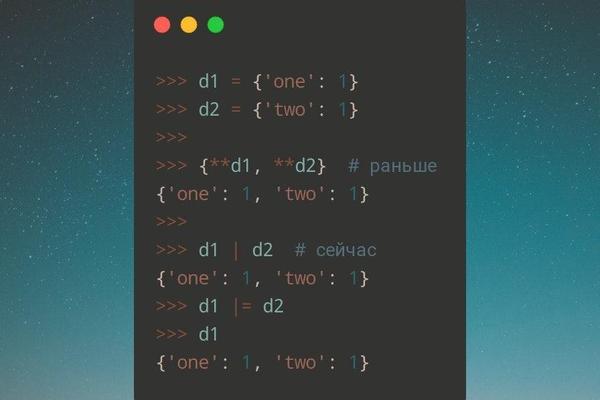 >>> d1 = {'one': 1}
>>> d2 = {'two': 1}
>>>
>>> {**d1, **d2}  # раньше
{'one': 1, 'two': 1}
>>>
>>> d1 | d2  # сейчас
{'one': 1, 'two': 1}
>>> d1 |= d2
>>> d1
{'one': 1, 'two': 1}